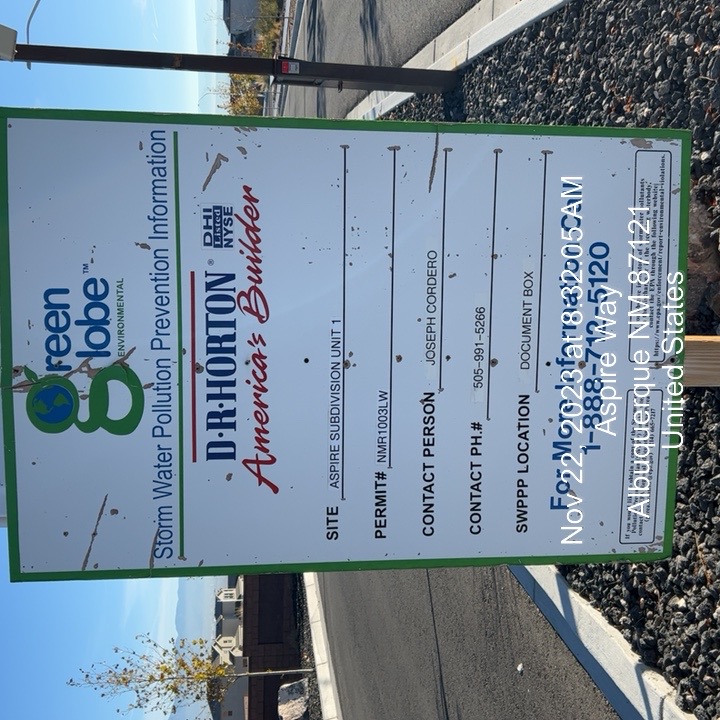 green
globe™
ENVIRONMENTAL
Storm Water Pollution Prevention Information
D·R·HORTON® DHI
Listed
NYSE
America's Builder
SITE ASPIRE SUBDIVISION UNIT 1
PERMIT# NMR1003LW
CONTACT PERSON JOSEPH CORDERO
CONTACT PH.# 505-991-5266
SWPPP LOCATION DOCUMENT BOX
For More Information Call
1-888-712-5120
Nov 22, 2023 at 8:32:05 AM
Aspire Way
Albuquerque NM 87121
United States